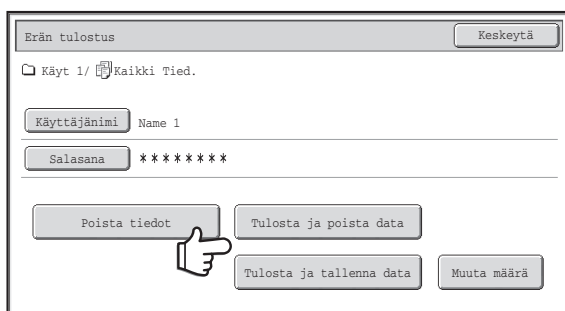 Erän tulostus Keskeytä
Käyt 1/ Kaikki Tied.
Käyttäjänimi Name 1
Salasana ********
Poista tiedot Tulosta ja poista data
Tulosta ja tallenna data Muuta määrä